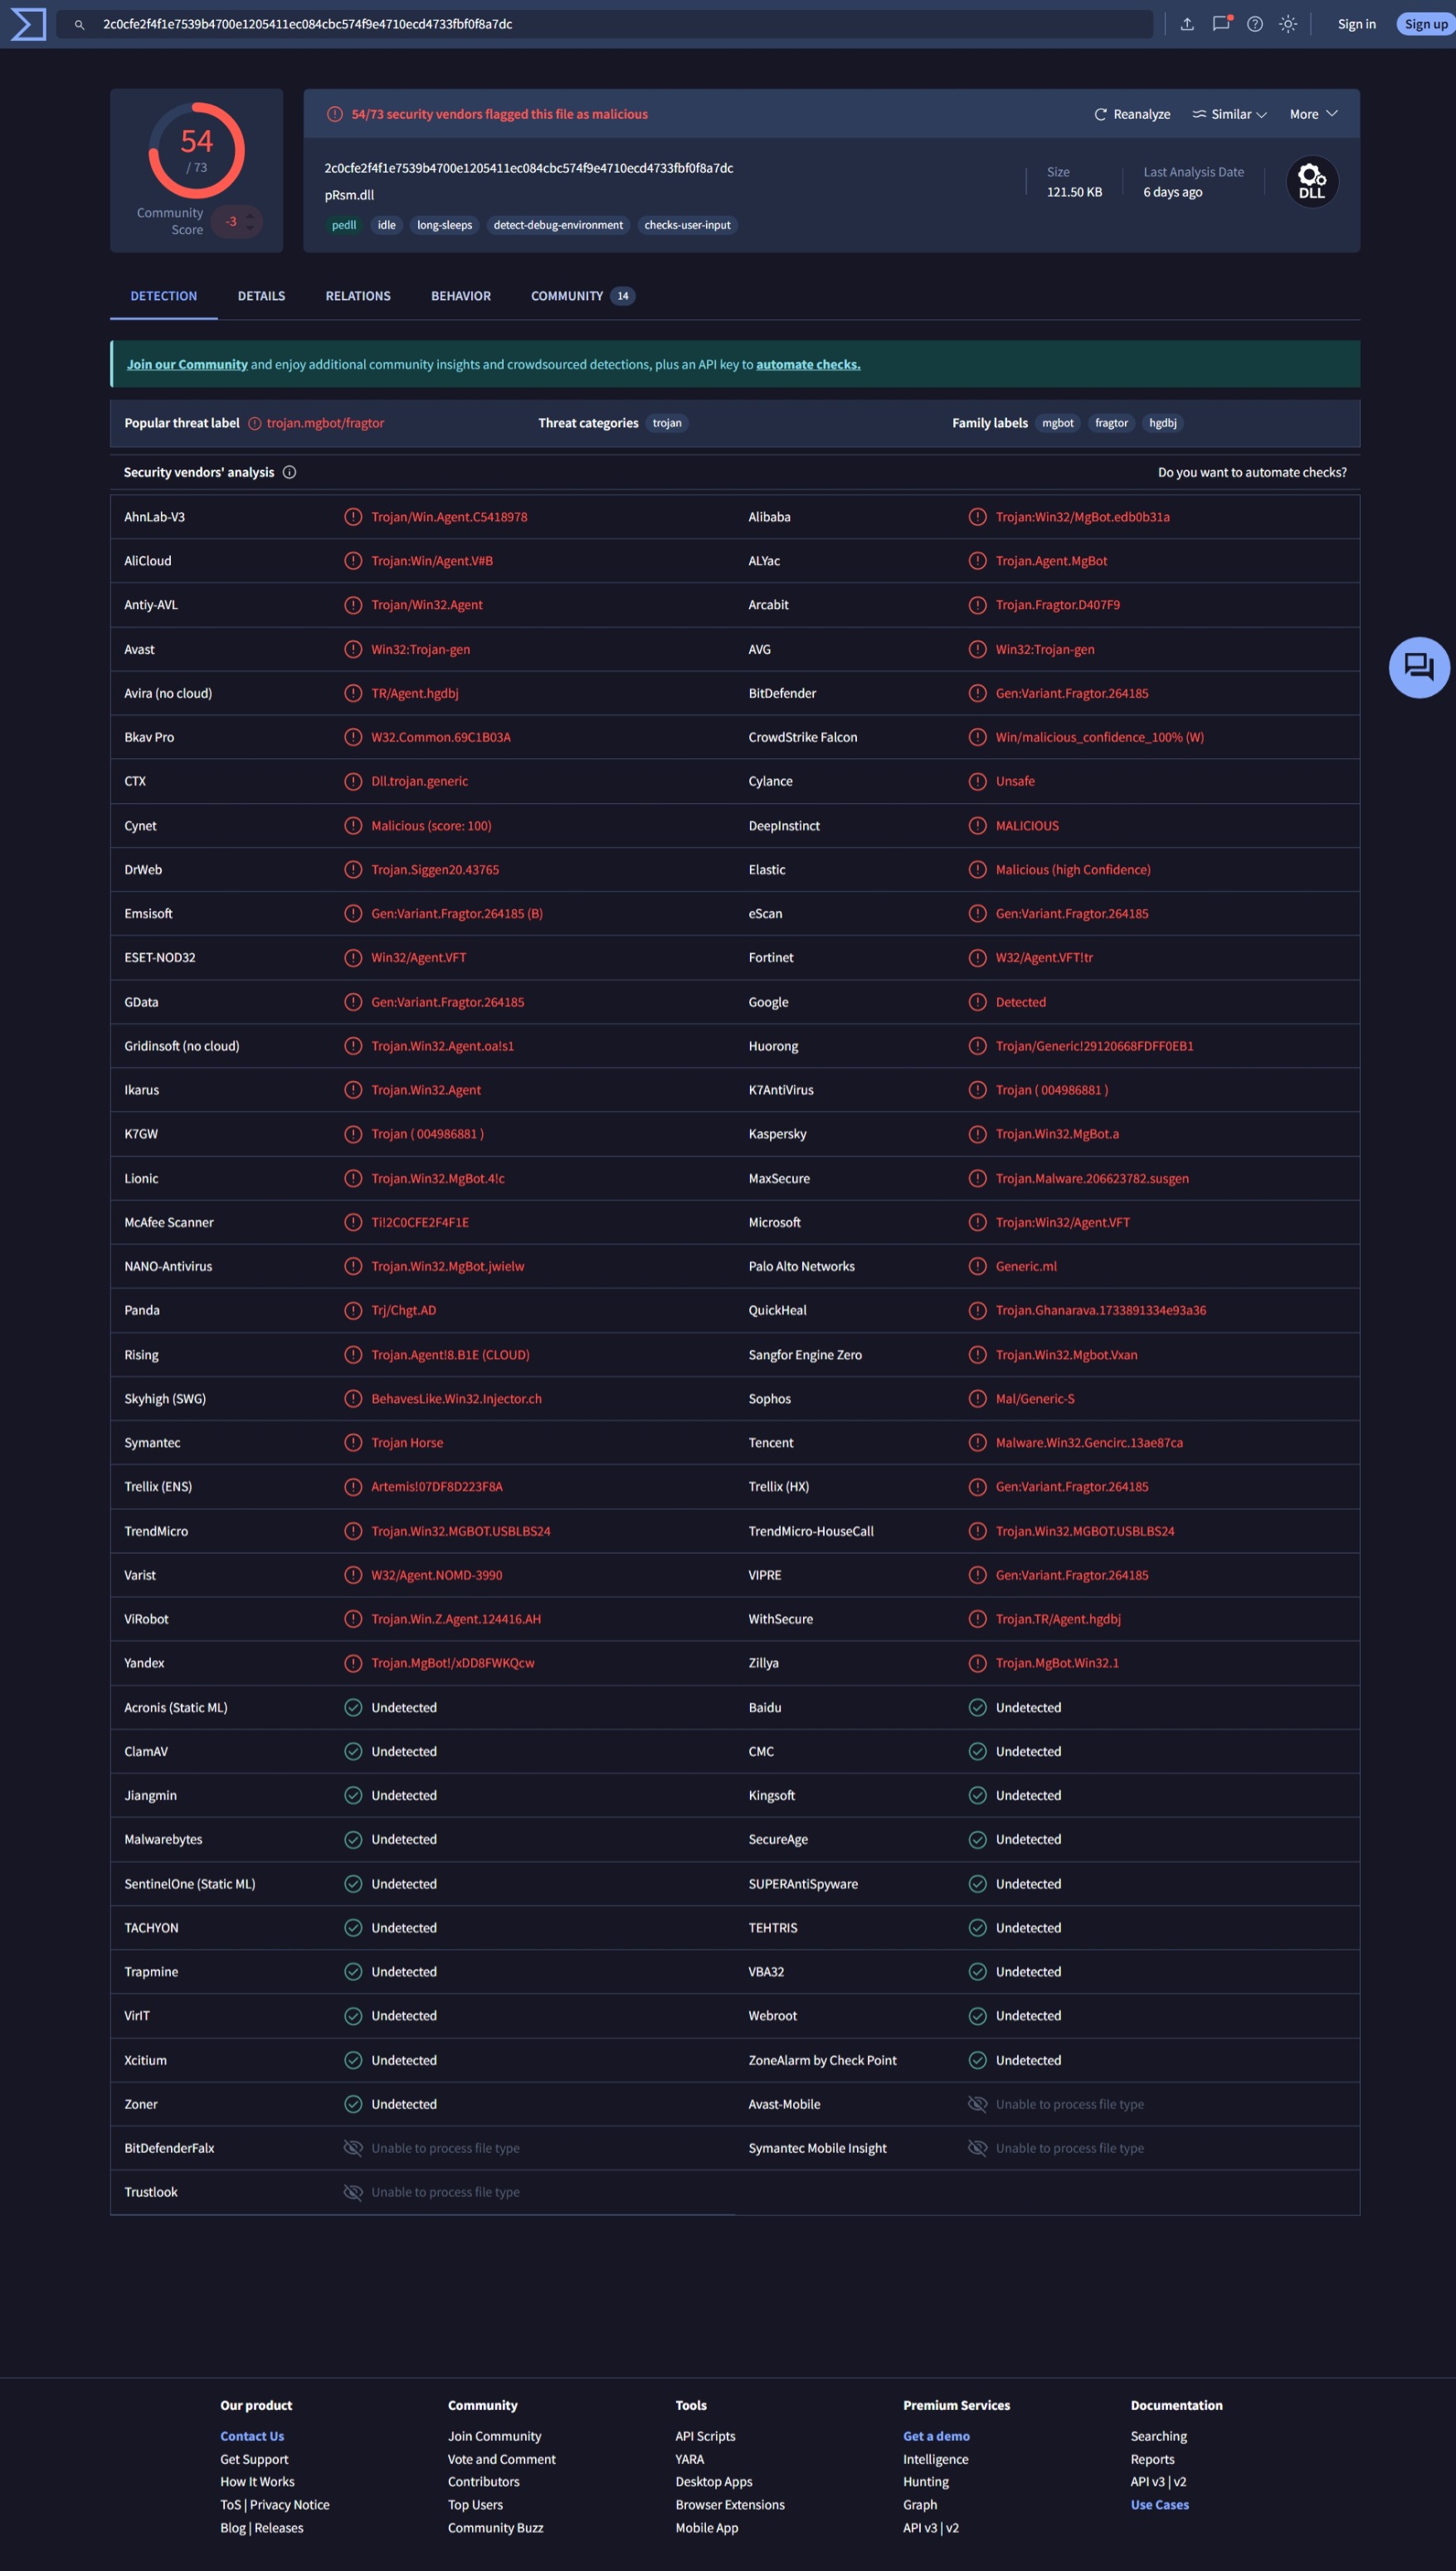 2c0cfe2f4f1e7539b4700e1205411ec084cbc574f9e4710ecd4733fbf0f8a7dc
Sign in
Sign up
54
/ 73
Community Score
-3
54/73 security vendors flagged this file as malicious
Reanalyze
Similar
More
2c0cfe2f4f1e7539b4700e1205411ec084cbc574f9e4710ecd4733fbf0f8a7dc
pRsm.dll
pedll idle long-sleeps detect-debug-environment checks-user-input
Size
121.50 KB
Last Analysis Date
6 days ago
DLL
DETECTION DETAILS RELATIONS BEHAVIOR COMMUNITY 14
Join our Community and enjoy additional community insights and crowdsourced detections, plus an API key to automate checks.
Popular threat label trojan.mgbot/fragtor Threat categories trojan Family labels mgbot fragtor hgdbj
Security vendors' analysis Do you want to automate checks?
AhnLab-V3 Trojan/Win.Agent.C5418978 Alibaba Trojan:Win32/MgBot.edb0b31a
AliCloud Trojan:Win/Agent.V#B ALYac Trojan.Agent.MgBot
Antiy-AVL Trojan/Win32.Agent Arcabit Trojan.Fragtor.D407F9
Avast Win32:Trojan-gen AVG Win32:Trojan-gen
Avira (no cloud) TR/Agent.hgdbj BitDefender Gen:Variant.Fragtor.264185
Bkav Pro W32.Common.69C1B03A CrowdStrike Falcon Win/malicious_confidence_100% (W)
CTX Dll.trojan.generic Cylance Unsafe
Cynet Malicious (score: 100) DeepInstinct MALICIOUS
DrWeb Trojan.Siggen20.43765 Elastic Malicious (high Confidence)
Emsisoft Gen:Variant.Fragtor.264185 (B) eScan Gen:Variant.Fragtor.264185
ESET-NOD32 Win32/Agent.VFT Fortinet W32/Agent.VFT!tr
GData Gen:Variant.Fragtor.264185 Google Detected
Gridinsoft (no cloud) Trojan.Win32.Agent.oa!s1 Huorong Trojan/Generic!29120668FDFF0EB1
Ikarus Trojan.Win32.Agent K7AntiVirus Trojan ( 004986881 )
K7GW Trojan ( 004986881 ) Kaspersky Trojan.Win32.MgBot.a
Lionic Trojan.Win32.MgBot.4!c MaxSecure Trojan.Malware.206623782.susgen
McAfee Scanner Ti!2C0CFE2F4F1E Microsoft Trojan:Win32/Agent.VFT
NANO-Antivirus Trojan.Win32.MgBot.jwielw Palo Alto Networks Generic.ml
Panda Trj/Chgt.AD QuickHeal Trojan.Ghanarava.1733891334e93a36
Rising Trojan.Agent!8.B1E (CLOUD) Sangfor Engine Zero Trojan.Win32.Mgbot.Vxan
Skyhigh (SWG) BehavesLike.Win32.Injector.ch Sophos Mal/Generic-S
Symantec Trojan Horse Tencent Malware.Win32.Gencirc.13ae87ca
Trellix (ENS) Artemis!07DF8D223F8A Trellix (HX) Gen:Variant.Fragtor.264185
TrendMicro Trojan.Win32.MGBOT.USBLBS24 TrendMicro-HouseCall Trojan.Win32.MGBOT.USBLBS24
Varist W32/Agent.NOMD-3990 VIPRE Gen:Variant.Fragtor.264185
ViRobot Trojan.Win.Z.Agent.124416.AH WithSecure Trojan.TR/Agent.hgdbj
Yandex Trojan.MgBot!/xDD8FWKQcw Zillya Trojan.MgBot.Win32.1
Acronis (Static ML) Undetected Baidu Undetected
ClamAV Undetected CMC Undetected
Jiangmin Undetected Kingsoft Undetected
Malwarebytes Undetected SecureAge Undetected
SentinelOne (Static ML) Undetected SUPERAntiSpyware Undetected
TACHYON Undetected TEHTRIS Undetected
Trapmine Undetected VBA32 Undetected
VirIT Undetected Webroot Undetected
Xcitium Undetected ZoneAlarm by Check Point Undetected
Zoner Undetected Avast-Mobile Unable to process file type
BitDefenderFalx Unable to process file type Symantec Mobile Insight Unable to process file type
Trustlook Unable to process file type
Our product Community Tools Premium Services Documentation
Contact Us Join Community API Scripts Get a demo Searching
Get Support Vote and Comment YARA Intelligence Reports
How It Works Contributors Desktop Apps Hunting API v3 | v2
ToS | Privacy Notice Top Users Browser Extensions Graph Use Cases
Blog | Releases Community Buzz Mobile App API v3 | v2